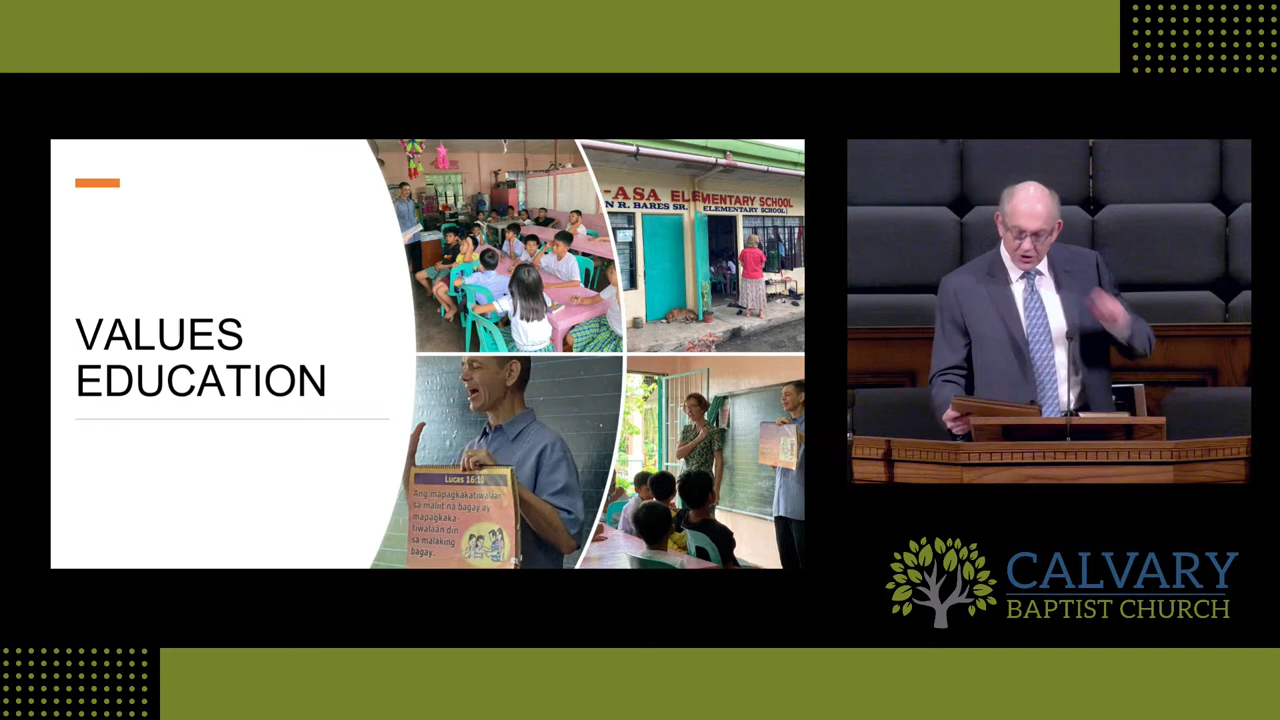 VALUES
EDUCATION
-ASA ELEMENTARY SCHOOL
N R. BARES SR. ELEMENTARY SCHOOL)
Lucas 16:10
Ang mapagkakatiwalaan
sa maliit na bagay ay
mapagkaka-
tiwalaan din
sa malaking
bagay.
CALVARY
BAPTIST CHURCH